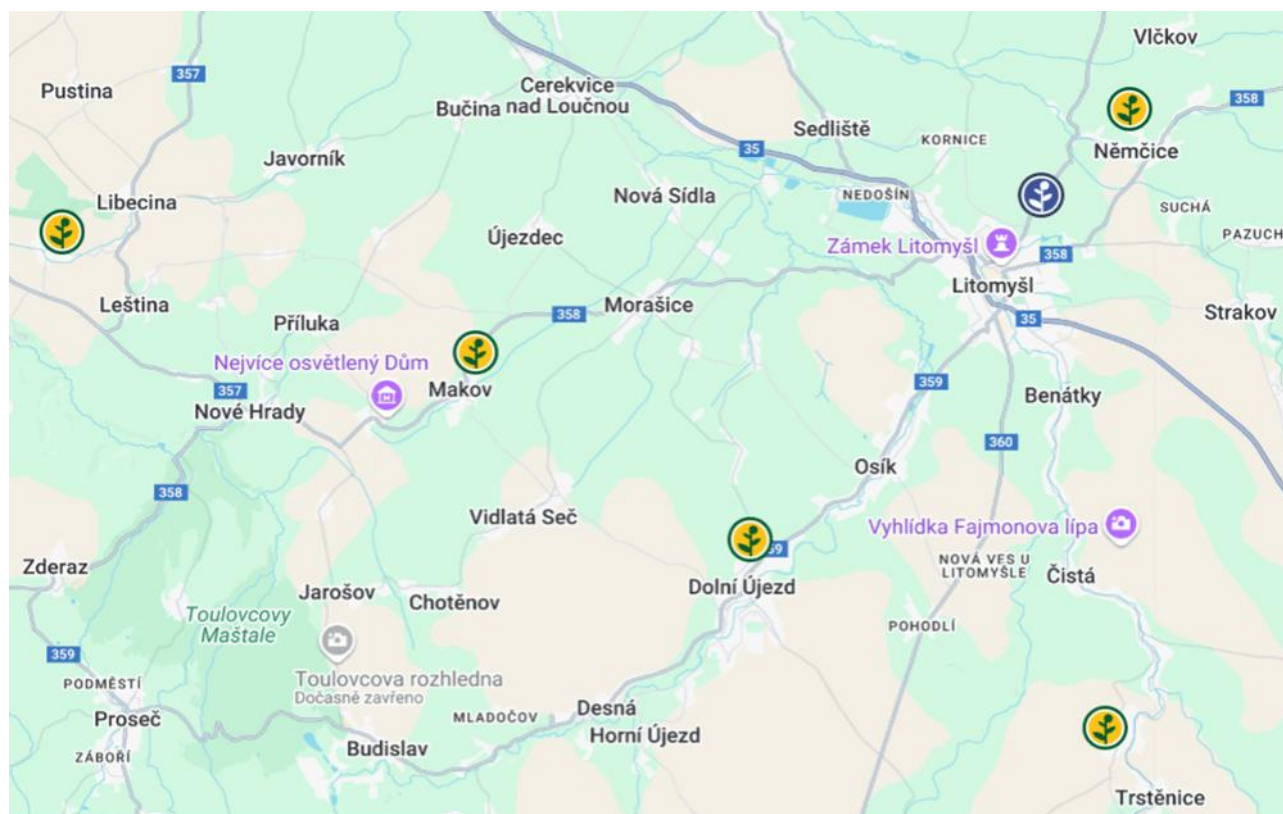 Vlčkov
357
Pustina
Cerekvice
nad Loučnou
Bučina
358
Sedliště
KORNICE
35
Němčice
Javorník
Libecina
Nová Sídla
NEDOŠÍN
SUCHÁ
PAZUCH
Újezdec
Zámek Litomyšl
358
Litomyšl
Leština
Příluka
358
Morašice
35
Strakov
Nejvíce osvětlený Dům
357
Makov
359
Benátky
Nové Hrady
360
Osík
358
Vidlatá Seč
Vyhlídka Fajmonova lípa
Zderaz
59
NOVÁ VES U
LITOMYŠLE
Čistá
Jarošov
Chotěnov
Dolní Újezd
Toulovcovy
Maštale
POHODLÍ
359
Toulovcova rozhledna
Dočasně zavřeno
PODMĚSTÍ
Proseč
MLADOČOV
Desná
Horní Újezd
Budislav
ZÁBOŘÍ
Trstěnice